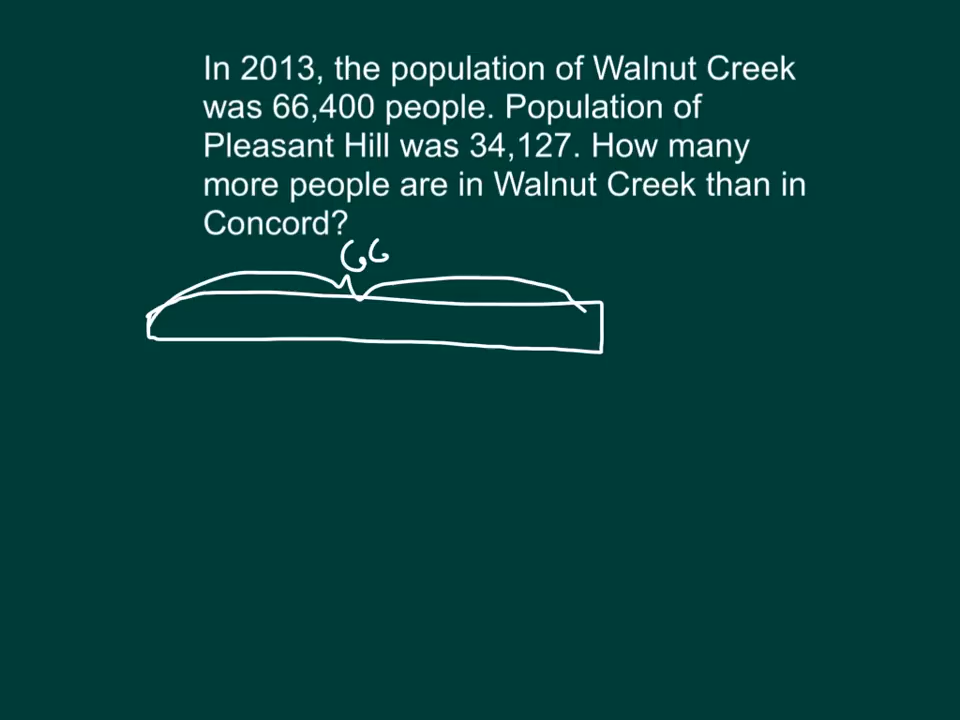 In 2013, the population of Walnut Creek
was 66,400 people. Population of
Pleasant Hill was 34,127. How many
more people are in Walnut Creek than in
Concord?
66